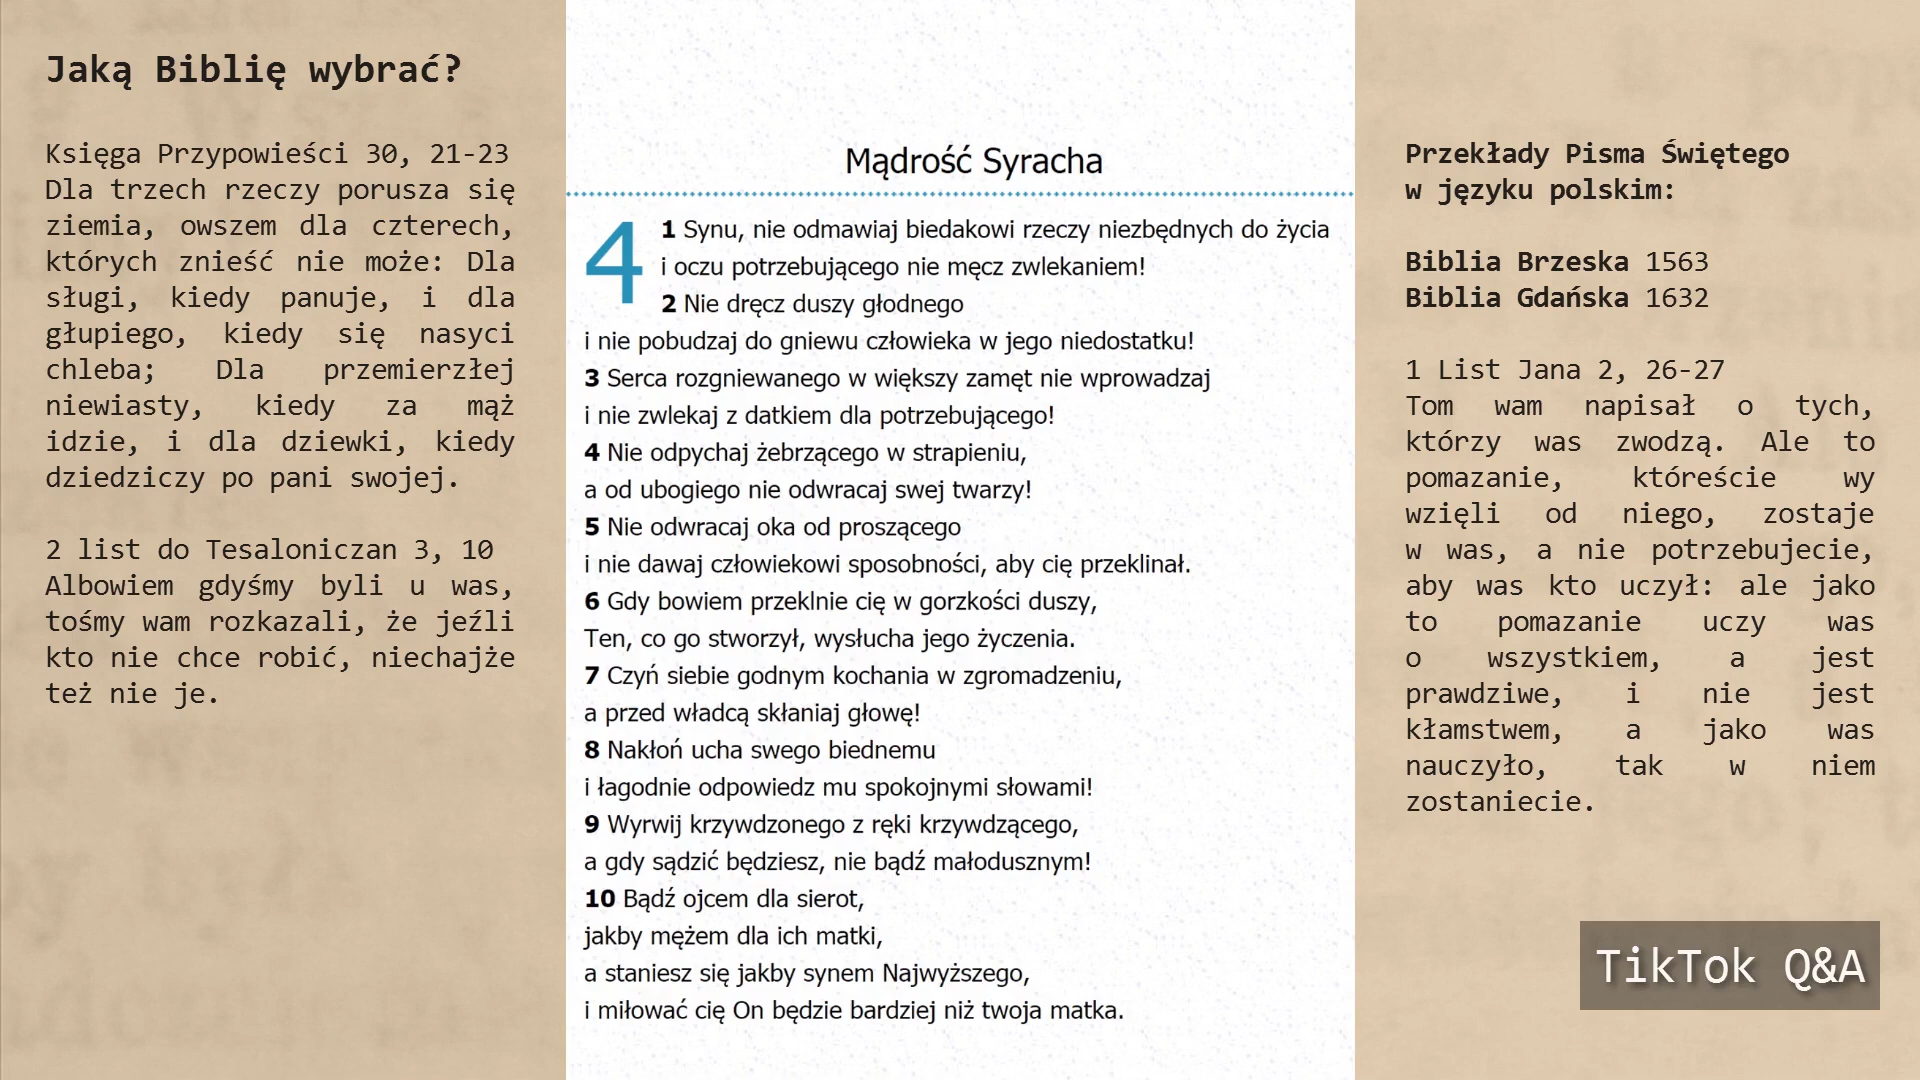 Jaką Biblię wybrać?
Księga Przypowieści 30, 21-23
Dla trzech rzeczy porusza się
ziemia, owszem dla czterech,
których znieść nie może: Dla
sługi, kiedy panuje, i dla
głupiego, kiedy się nasyci
chleba; Dla przemierzłej
niewiasty, kiedy za mąż
idzie, i dla dziewki, kiedy
dziedziczy po pani swojej.
2 list do Tesaloniczan 3, 10
Albowiem gdyśmy byli u was,
tośmy wam rozkazali, że jeźli
kto nie chce robić, niechajże
też nie je.
Mądrość Syracha
4
1 Synu, nie odmawiaj biedakowi rzeczy niezbędnych do życia
i oczu potrzebującego nie męcz zwlekaniem!
2 Nie dręcz duszy głodnego
i nie pobudzaj do gniewu człowieka w jego niedostatku!
3 Serca rozgniewanego w większy zamęt nie wprowadzaj
i nie zwlekaj z datkiem dla potrzebującego!
4 Nie odpychaj żebrzącego w strapieniu,
a od ubogiego nie odwracaj swej twarzy!
5 Nie odwracaj oka od proszącego
i nie dawaj człowiekowi sposobności, aby cię przeklinał.
6 Gdy bowiem przeklnie cię w gorzkości duszy,
Ten, co go stworzył, wysłucha jego życzenia.
7 Czyń siebie godnym kochania w zgromadzeniu,
a przed władcą skłaniaj głowę!
8 Nakłoń ucha swego biednemu
i łagodnie odpowiedz mu spokojnymi słowami!
9 Wyrwij krzywdzonego z ręki krzywdzącego,
a gdy sądzić będziesz, nie bądź małodusznym!
10 Bądź ojcem dla sierot,
jakby mężem dla ich matki,
a staniesz się jakby synem Najwyższego,
i miłować cię On będzie bardziej niż twoja matka.
Przekłady Pisma Świętego
w języku polskim:
Biblia Brzeska 1563
Biblia Gdańska 1632
1 List Jana 2, 26-27
Tom wam napisał o tych,
którzy was zwodzą. Ale to
pomazanie, któreście wy
wzięli od niego, zostaje
w was, a nie potrzebujecie,
aby was kto uczył: ale jako
to pomazanie uczy was
o wszystkiem, a jest
prawdziwe, i nie jest
kłamstwem, a jako was
nauczyło, tak w niem
zostaniecie.
TikTok Q&A